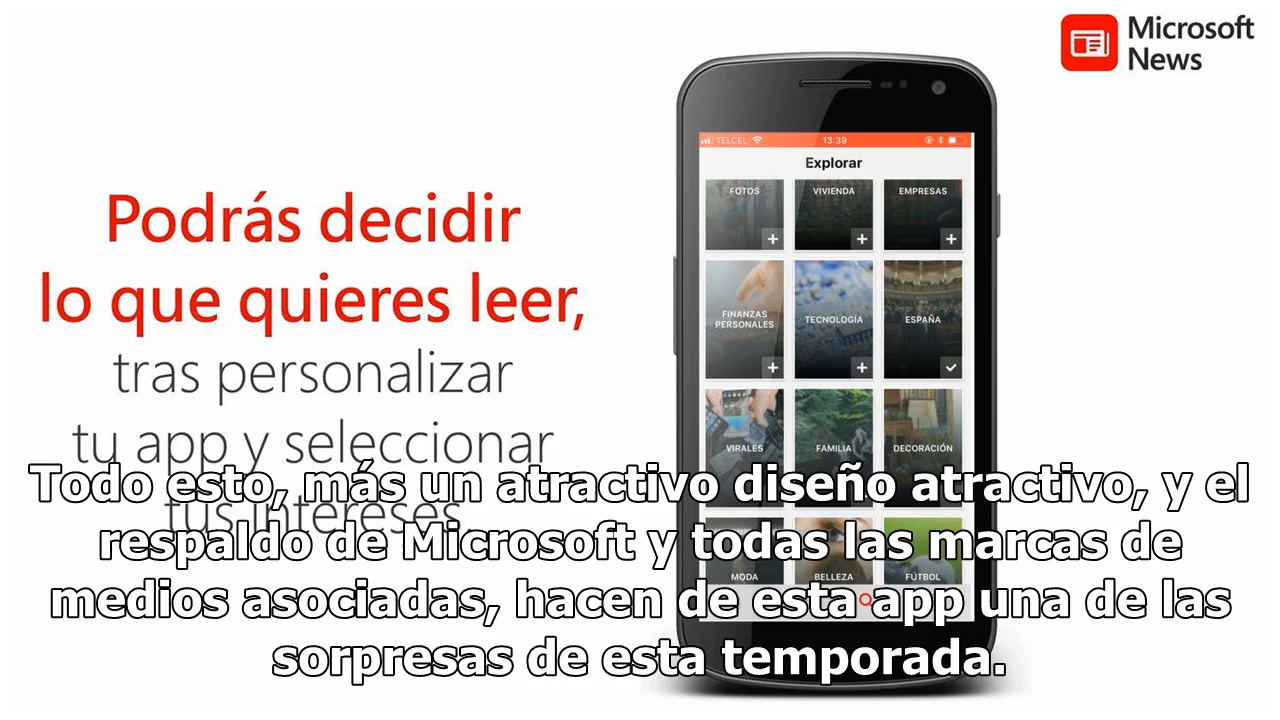 Microsoft
News
TELCEL
13:39
Explorar
FOTOS
VIVIENDA
EMPRESAS
FINANZAS
PERSONALES
TECNOLOGÍA
ESPAÑA
VIRALES
FAMILIA
DECORACIÓN
MODA
BELLEZA
FÚTBOL
Podrás decidir
lo que quieres leer,
tras personalizar
tu app y seleccionar
tus intereses.
Todo esto, más un atractivo diseño atractivo, y el
respaldo de Microsoft y todas las marcas de
medios asociadas, hacen de esta app una de las
sorpresas de esta temporada.